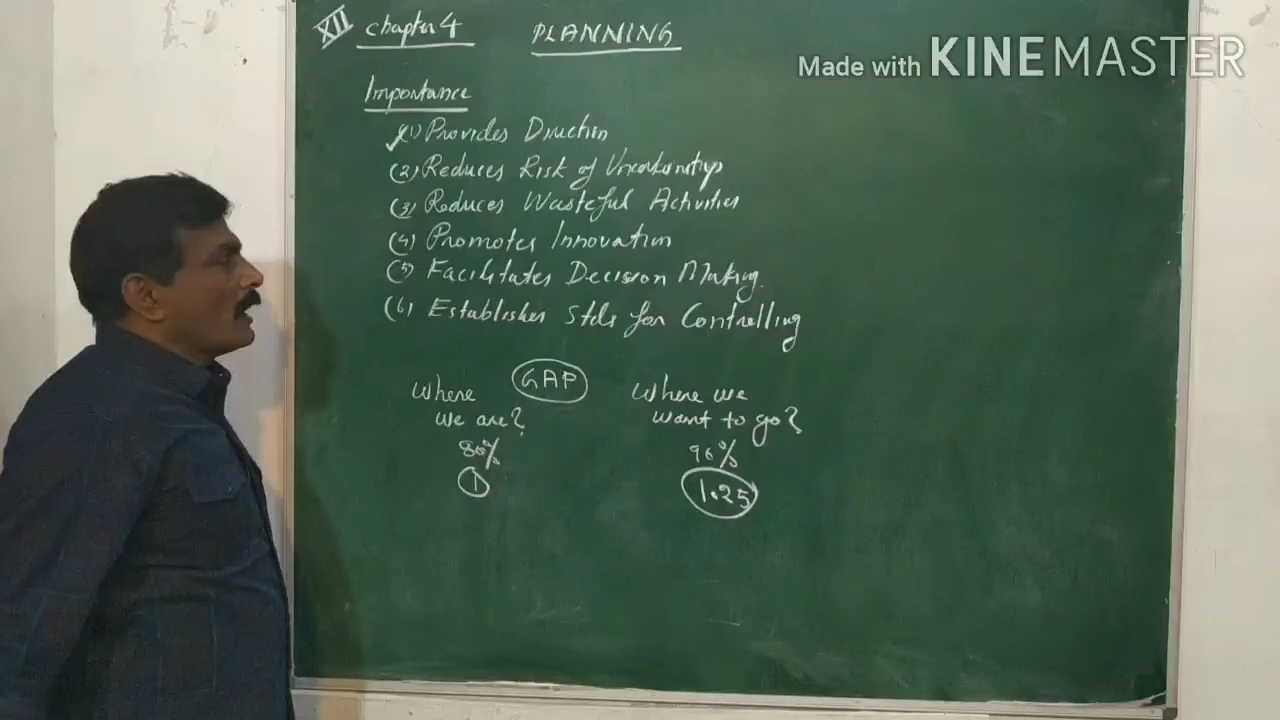 XII Chapter 4 PLANNING
Made with KINEMASTER
Importance
(1) Provides Direction
(2) Reduces Risk of Uncertainty
(3) Reduces Wasteful Activities
(4) Promotes Innovation
(5) Facilitates Decision Making
(6) Establishes Stds for Controlling
Where GAP Where we
we are? want to go?
80% 90%
1 1.25